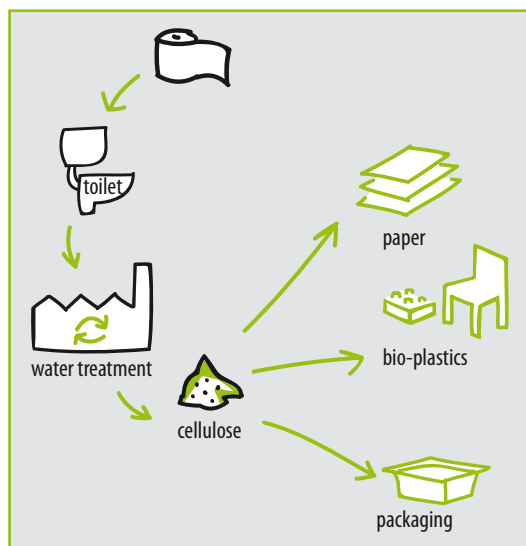 toilet
paper
water treatment
bio-plastics
cellulose
packaging